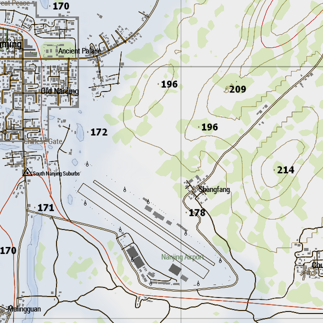 170
Ancient Palace
196
209
Old Nanjing
172
196
214
South Nanjing Suburbs
Shangfang
171
178
170
Nanjing Airport
Mulingguan